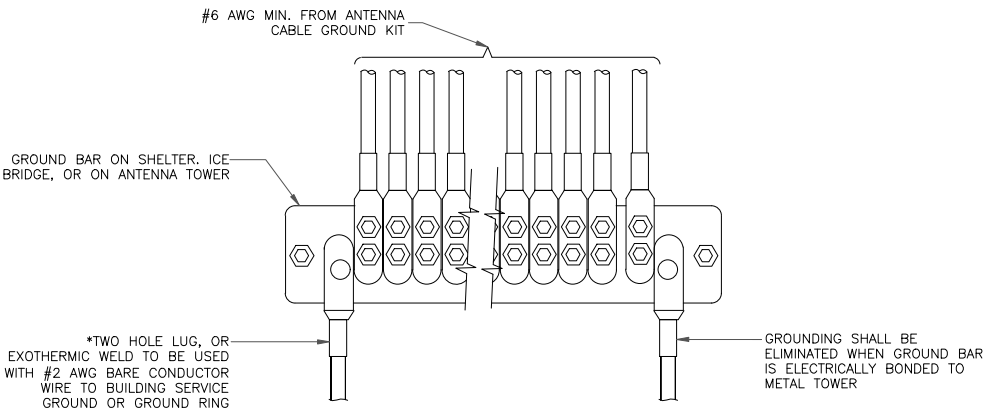 #6 AWG MIN. FROM ANTENNA
CABLE GROUND KIT
GROUND BAR ON SHELTER. ICE
BRIDGE, OR ON ANTENNA TOWER
*TWO HOLE LUG, OR
EXOTHERMIC WELD TO BE USED
WITH #2 AWG BARE CONDUCTOR
WIRE TO BUILDING SERVICE
GROUND OR GROUND RING
GROUNDING SHALL BE
ELIMINATED WHEN GROUND BAR
IS ELECTRICALLY BONDED TO
METAL TOWER